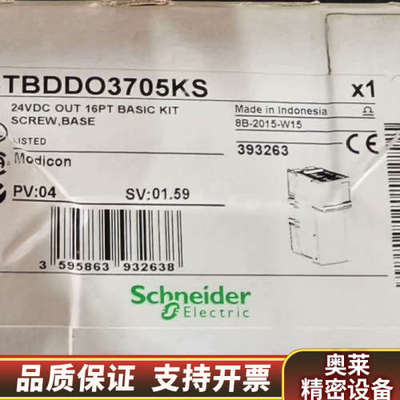 TBDDO3705KS x1
24VDC OUT 16PT BASIC KIT
SCREW,BASE
Made in Indonesia
8B-2015-W15
LISTED
393263
CE
Modicon
PV:04 SV:01.59
3 595863 932638
Schneider
Electric
品质保证 支持开票
奥莱
精密设备